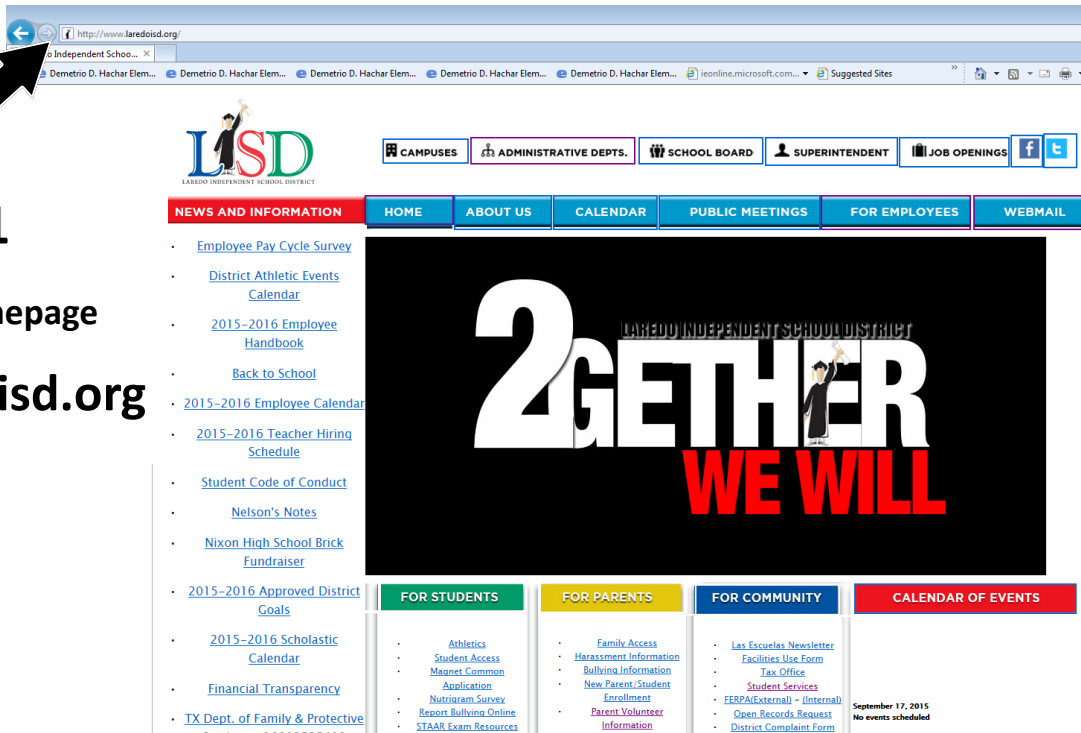 http://www.laredoisd.org/
o Independent Schoo... ×
Demetrio D. Hachar Elem... Demetrio D. Hachar Elem... Demetrio D. Hachar Elem... Demetrio D. Hachar Elem... Demetrio D. Hachar Elem... ieonline.microsoft.com... Suggested Sites
LISD
LAREDO INDEPENDENT SCHOOL DISTRICT
CAMPUSES ADMINISTRATIVE DEPTS. SCHOOL BOARD SUPERINTENDENT JOB OPENINGS f t
NEWS AND INFORMATION HOME ABOUT US CALENDAR PUBLIC MEETINGS FOR EMPLOYEES WEBMAIL
1
epage
isd.org
Employee Pay Cycle Survey
District Athletic Events
Calendar
2015-2016 Employee
Handbook
Back to School
2015-2016 Employee Calendar
2015-2016 Teacher Hiring
Schedule
Student Code of Conduct
Nelson's Notes
Nixon High School Brick
Fundraiser
2015-2016 Approved District
Goals
2015-2016 Scholastic
Calendar
Financial Transparency
TX Dept. of Family & Protective
LAREDO INDEPENDENT SCHOOL DISTRICT
2GETHER
WE WILL
FOR STUDENTS
Athletics
Student Access
Magnet Common
Application
Nutrigram Survey
Report Bullying Online
STAAR Exam Resources
FOR PARENTS
Family Access
Harassment Information
Bullying Information
New Parent/Student
Enrollment
Parent Volunteer
Information
FOR COMMUNITY
Las Escuelas Newsletter
Facilities Use Form
Tax Office
Student Services
FERPA(External) - (Internal)
Open Records Request
District Complaint Form
CALENDAR OF EVENTS
September 17, 2015
No events scheduled